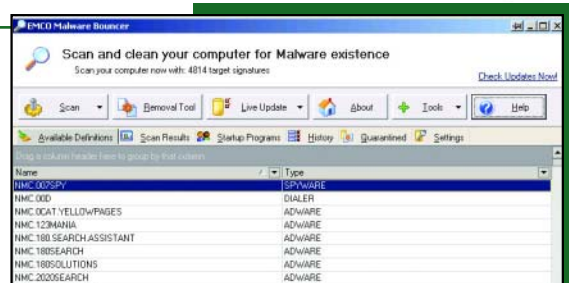 EMCO Malware Bouncer
Scan and clean your computer for Malware existence
Scan your computer now with: 4814 target signatures
Check Updates Now!
Scan Removal Tool Live Update About Tools Help
Available Definitions Scan Results Startup Programs History Quarantined Settings
Drag a column header here to group by that column
Name Type
NMC.007SPY SPYWARE
NMC.00D DIALER
NMC.0CAT.YELLOWPAGES ADWARE
NMC.123MANIA ADWARE
NMC.180.SEARCH.ASSISTANT ADWARE
NMC.180SEARCH ADWARE
NMC.180SOLUTIONS ADWARE
NMC.2020SEARCH ADWARE